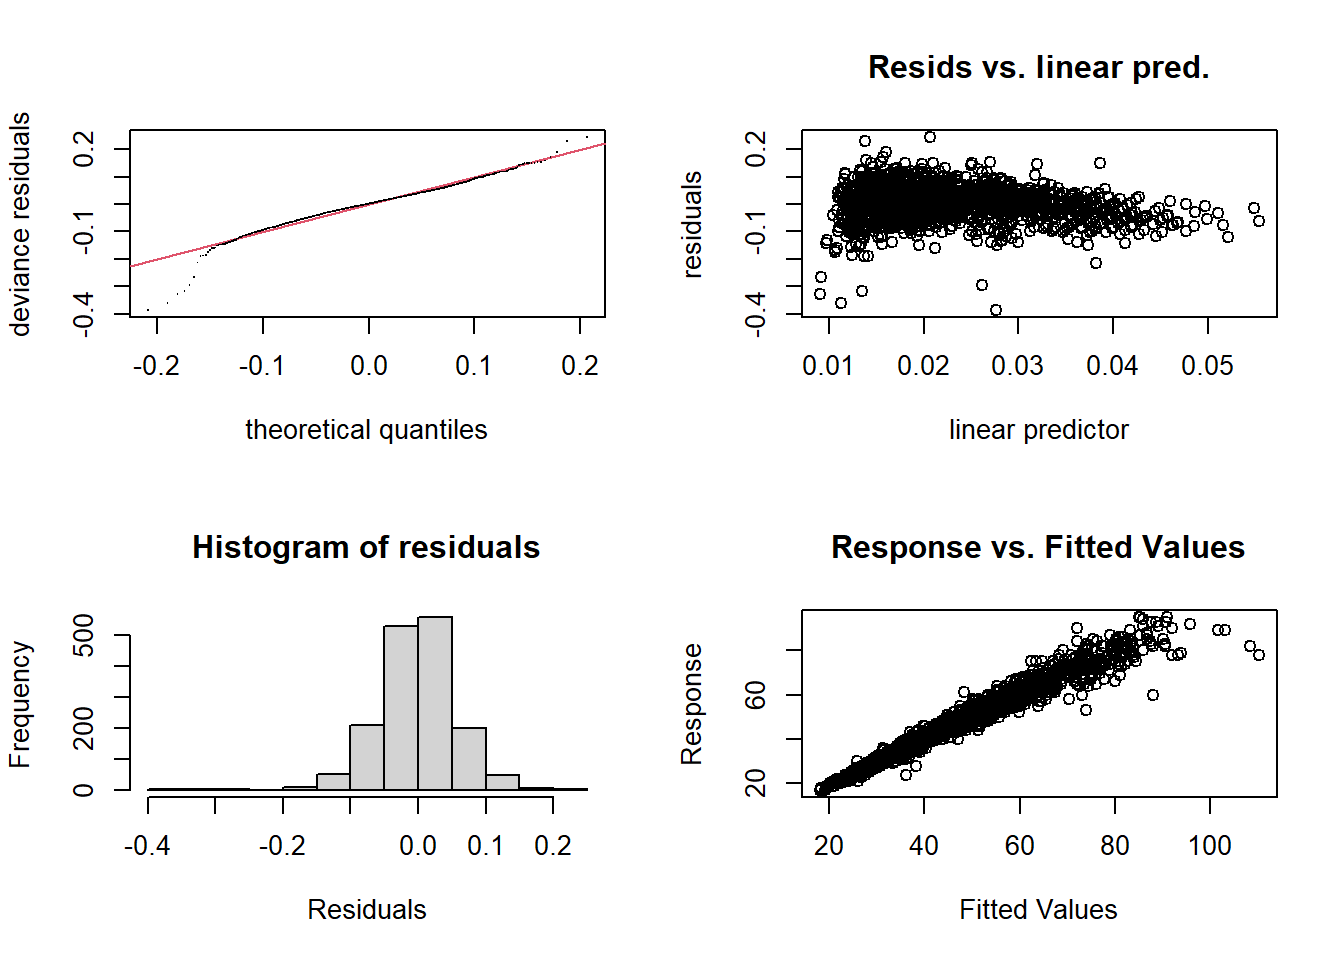 deviance residuals
0.2
-0.1
-0.4
-0.2 -0.1 0.0 0.1 0.2
theoretical quantiles
Resids vs. linear pred.
residuals
0.2
-0.1
-0.4
0.01 0.02 0.03 0.04 0.05
linear predictor
Histogram of residuals
Frequency
500
200
0
-0.4 -0.2 0.0 0.1 0.2
Residuals
Response vs. Fitted Values
Response
60
20
20 40 60 80 100
Fitted Values